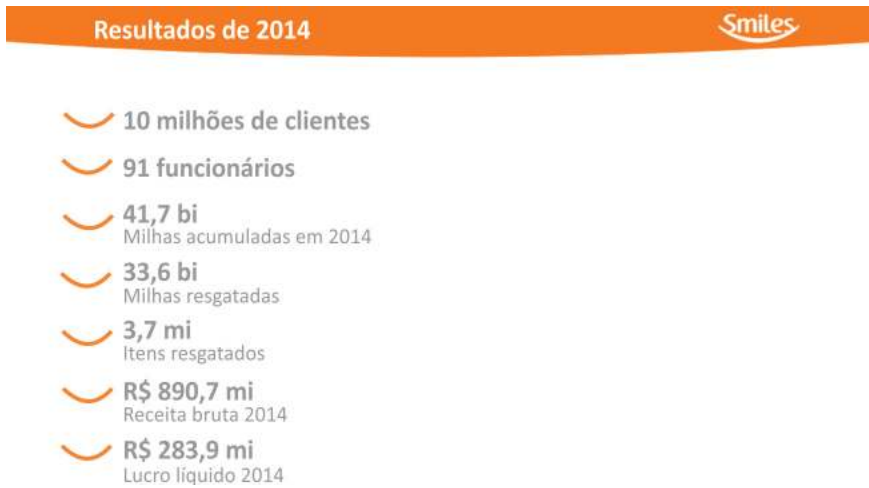 Resultados de 2014
Smiles
10 milhões de clientes
91 funcionários
41,7 bi
Milhas acumuladas em 2014
33,6 bi
Milhas resgatadas
3,7 mi
Itens resgatados
R$ 890,7 mi
Receita bruta 2014
R$ 283,9 mi
Lucro líquido 2014